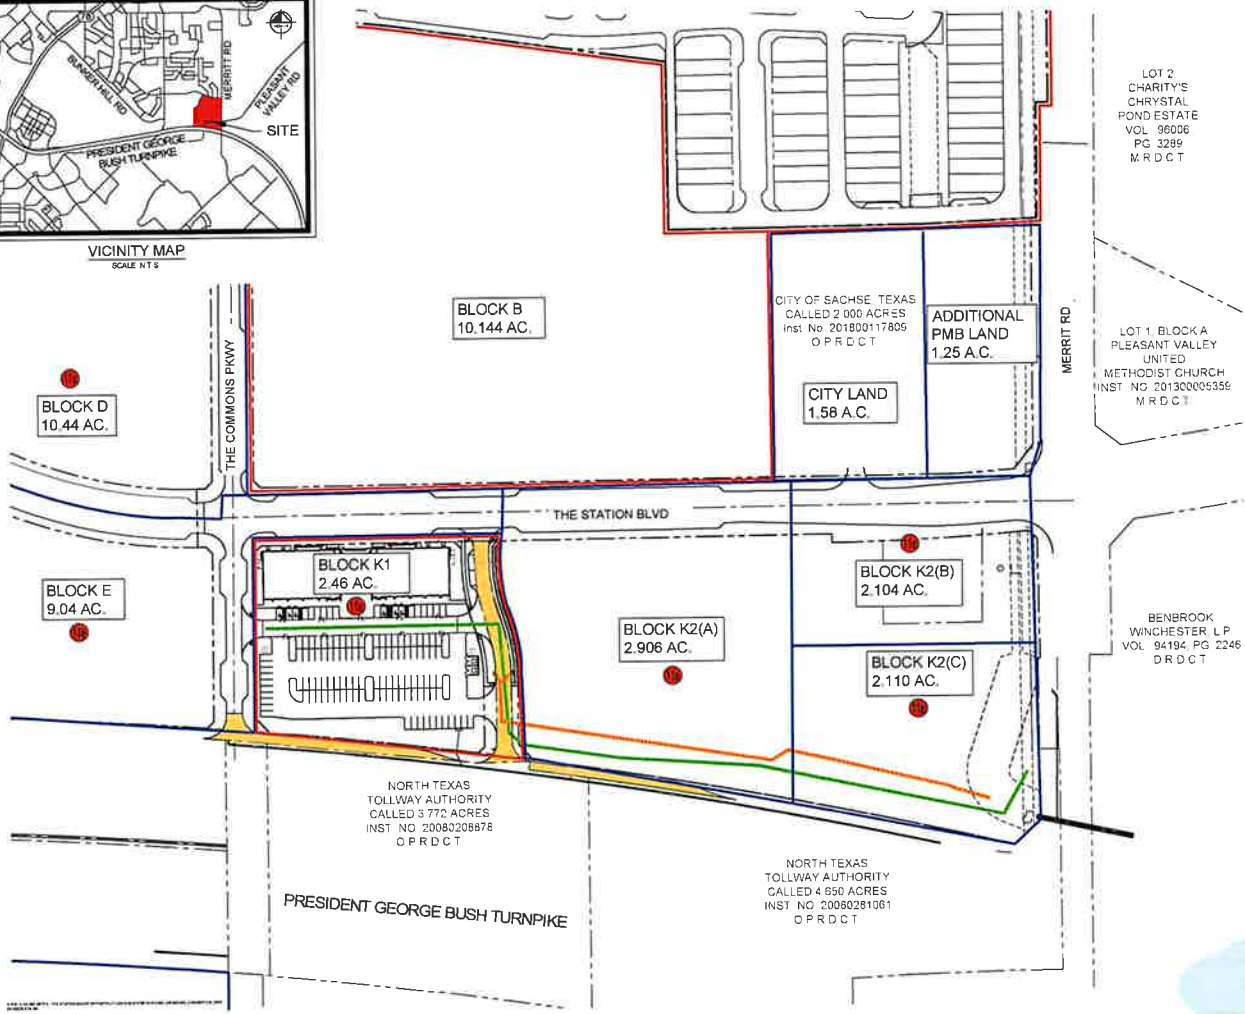 78
BUNKER HILL RD
MERRITT RD
PLEASANT
VALLEY RD
SITE
PRESIDENT GEORGE
BUSH TURNPIKE
VICINITY MAP
SCALE N T S
LOT 2
CHARITY'S
CHRYSTAL
POND ESTATE
VOL 96006
PG 3289
M R D C T
BLOCK B
10.144 AC.
CITY OF SACHSE, TEXAS
CALLED 2 000 ACRES
Inst No 201800117809
O P R D C T
ADDITIONAL
PMB LAND
1.25 A.C.
MERRIT RD
LOT 1, BLOCK A
PLEASANT VALLEY
UNITED
METHODIST CHURCH
INST NO 201300005359
M R D C T
CITY LAND
1.58 A.C.
THE COMMONS PKWY
BLOCK D
10.44 AC.
THE STATION BLVD
BLOCK E
9.04 AC.
BLOCK K1
2.46 AC.
BLOCK K2(A)
2.906 AC.
BLOCK K2(B)
2.104 AC.
BLOCK K2(C)
2.110 AC.
BENBROOK
WINCHESTER L P
VOL 94194, PG 2246
D R D C T
NORTH TEXAS
TOLLWAY AUTHORITY
CALLED 3 772 ACRES
INST NO 20080208878
O P R D C T
NORTH TEXAS
TOLLWAY AUTHORITY
CALLED 4 650 ACRES
INST NO 20080281061
O P R D C T
PRESIDENT GEORGE BUSH TURNPIKE